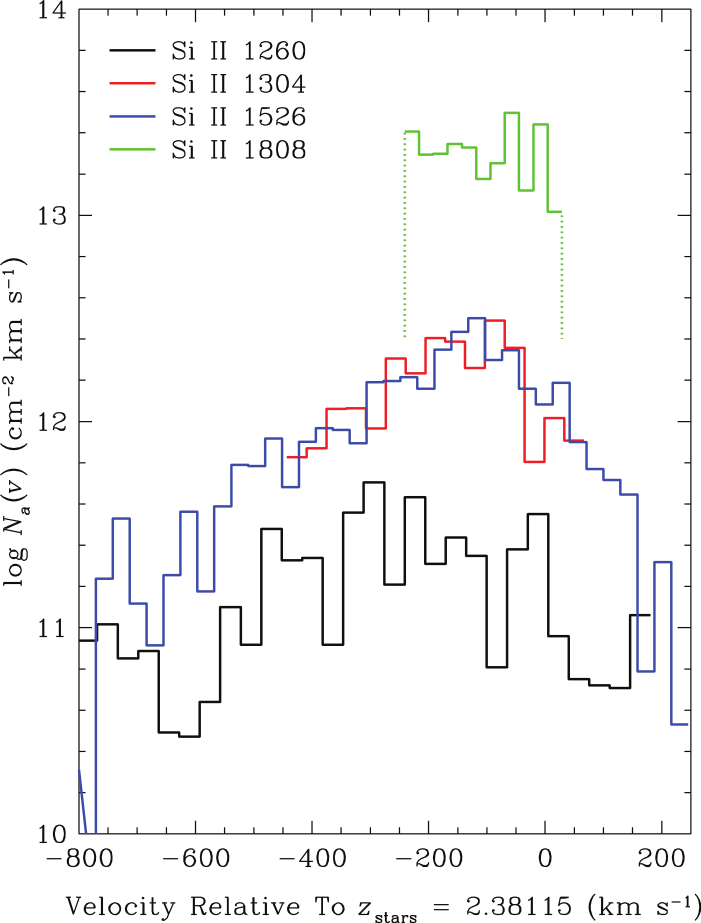 14
13
12
11
10
Si II 1260
Si II 1304
Si II 1526
Si II 1808
log Nₐ(v) (cm⁻² km s⁻¹)
−800 −600 −400 −200 0 200
Velocity Relative To z_stars = 2.38115 (km s⁻¹)